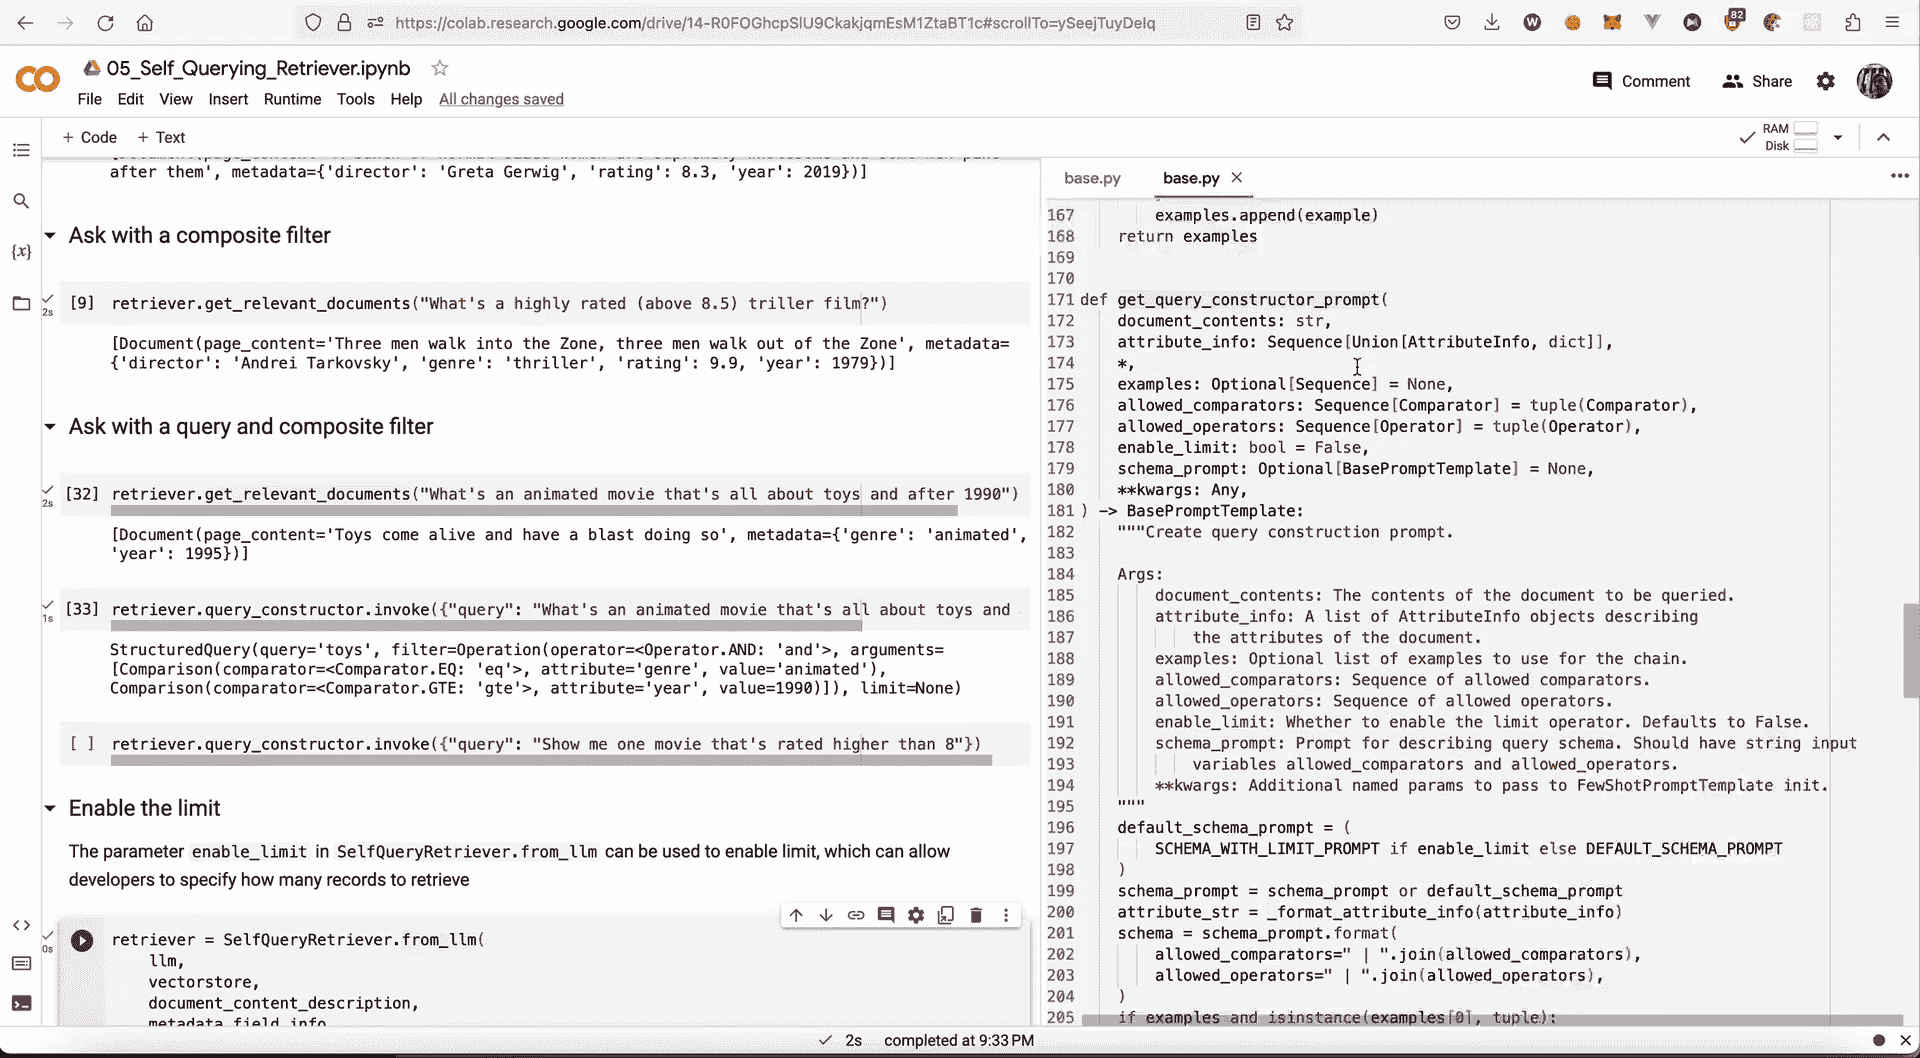 https://colab.research.google.com/drive/14-R0FOGhcpSlU9CkakjqmEsM1ZtaBT1c#scrollTo=ySeejTuyDeIq
82
05_Self_Querying_Retriever.ipynb
File Edit View Insert Runtime Tools Help All changes saved
Comment
Share
+ Code + Text
RAM
Disk
after them', metadata={'director': 'Greta Gerwig', 'rating': 8.3, 'year': 2019})]
Ask with a composite filter
[9] retriever.get_relevant_documents("What's a highly rated (above 8.5) triller film?")
2s
[Document(page_content='Three men walk into the Zone, three men walk out of the Zone', metadata=
{'director': 'Andrei Tarkovsky', 'genre': 'thriller', 'rating': 9.9, 'year': 1979})]
Ask with a query and composite filter
[32] retriever.get_relevant_documents("What's an animated movie that's all about toys and after 1990")
2s
[Document(page_content='Toys come alive and have a blast doing so', metadata={'genre': 'animated',
'year': 1995})]
[33] retriever.query_constructor.invoke({"query": "What's an animated movie that's all about toys and
1s
StructuredQuery(query='toys', filter=Operation(operator=<Operator.AND: 'and'>, arguments=
[Comparison(comparator=<Comparator.EQ: 'eq'>, attribute='genre', value='animated'),
Comparison(comparator=<Comparator.GTE: 'gte'>, attribute='year', value=1990)]), limit=None)
[ ] retriever.query_constructor.invoke({"query": "Show me one movie that's rated higher than 8"})
Enable the limit
The parameter enable_limit in SelfQueryRetriever.from_llm can be used to enable limit, which can allow
developers to specify how many records to retrieve
0s
retriever = SelfQueryRetriever.from_llm(
llm,
vectorstore,
document_content_description,
metadata_field_info
base.py base.py
167 examples.append(example)
168 return examples
169
170
171 def get_query_constructor_prompt(
172 document_contents: str,
173 attribute_info: Sequence[Union[AttributeInfo, dict]],
174 *,
175 examples: Optional[Sequence] = None,
176 allowed_comparators: Sequence[Comparator] = tuple(Comparator),
177 allowed_operators: Sequence[Operator] = tuple(Operator),
178 enable_limit: bool = False,
179 schema_prompt: Optional[BasePromptTemplate] = None,
180 **kwargs: Any,
181 ) -> BasePromptTemplate:
182 """Create query construction prompt.
183
184 Args:
185 document_contents: The contents of the document to be queried.
186 attribute_info: A list of AttributeInfo objects describing
187 the attributes of the document.
188 examples: Optional list of examples to use for the chain.
189 allowed_comparators: Sequence of allowed comparators.
190 allowed_operators: Sequence of allowed operators.
191 enable_limit: Whether to enable the limit operator. Defaults to False.
192 schema_prompt: Prompt for describing query schema. Should have string input
193 variables allowed_comparators and allowed_operators.
194 **kwargs: Additional named params to pass to FewShotPromptTemplate init.
195 """
196 default_schema_prompt = (
197 SCHEMA_WITH_LIMIT_PROMPT if enable_limit else DEFAULT_SCHEMA_PROMPT
198 )
199 schema_prompt = schema_prompt or default_schema_prompt
200 attribute_str = _format_attribute_info(attribute_info)
201 schema = schema_prompt.format(
202 allowed_comparators=" | ".join(allowed_comparators),
203 allowed_operators=" | ".join(allowed_operators),
204 )
205 if examples and isinstance(examples[0], tuple):
2s completed at 9:33 PM